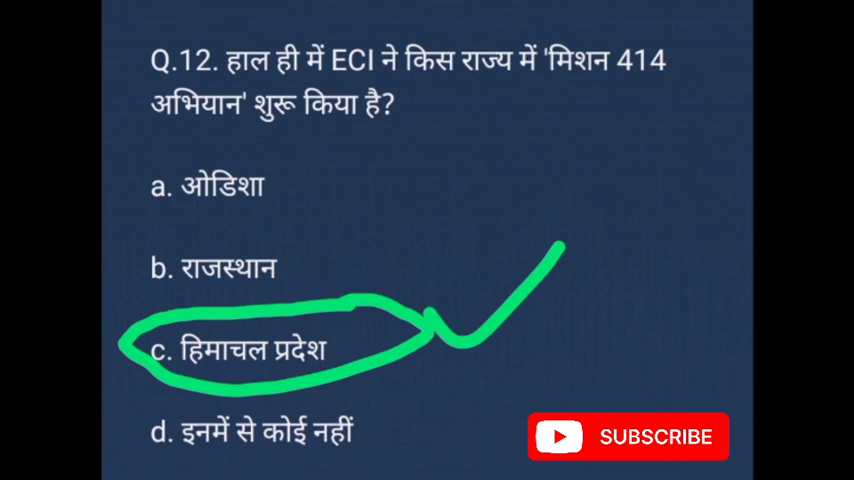 Q.12. हाल ही में ECI ने किस राज्य में 'मिशन 414
अभियान' शुरू किया है?
a. ओडिशा
b. राजस्थान
c. हिमाचल प्रदेश
d. इनमें से कोई नहीं
SUBSCRIBE